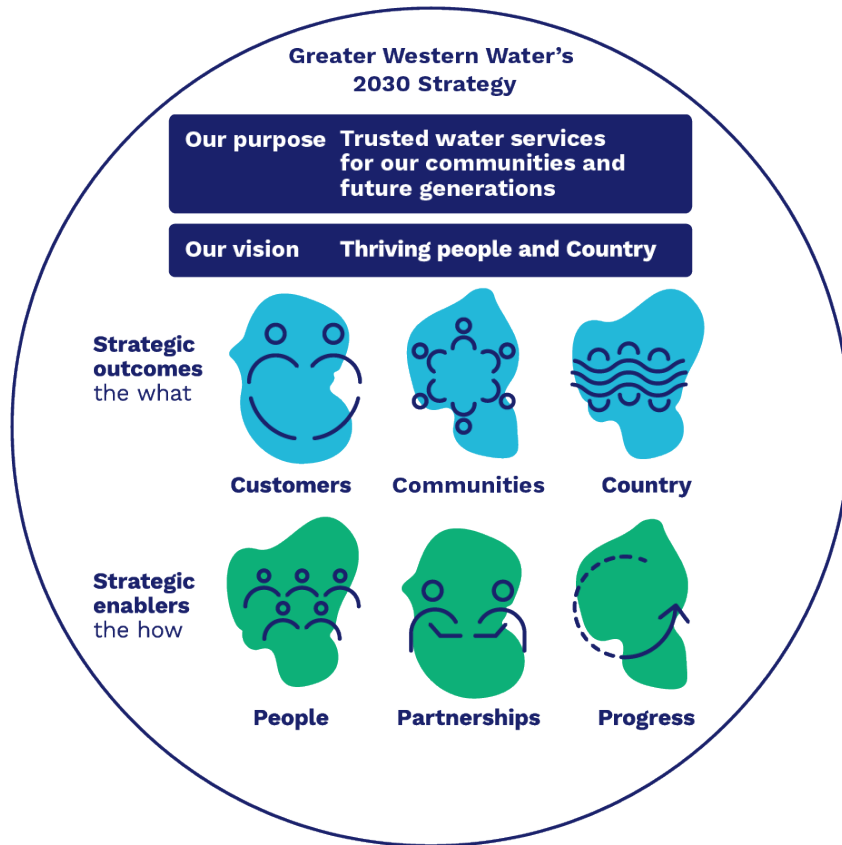 Greater Western Water's
2030 Strategy
Our purpose Trusted water services
for our communities and
future generations
Our vision Thriving people and Country
Strategic
outcomes
the what
Customers Communities Country
Strategic
enablers
the how
People Partnerships Progress